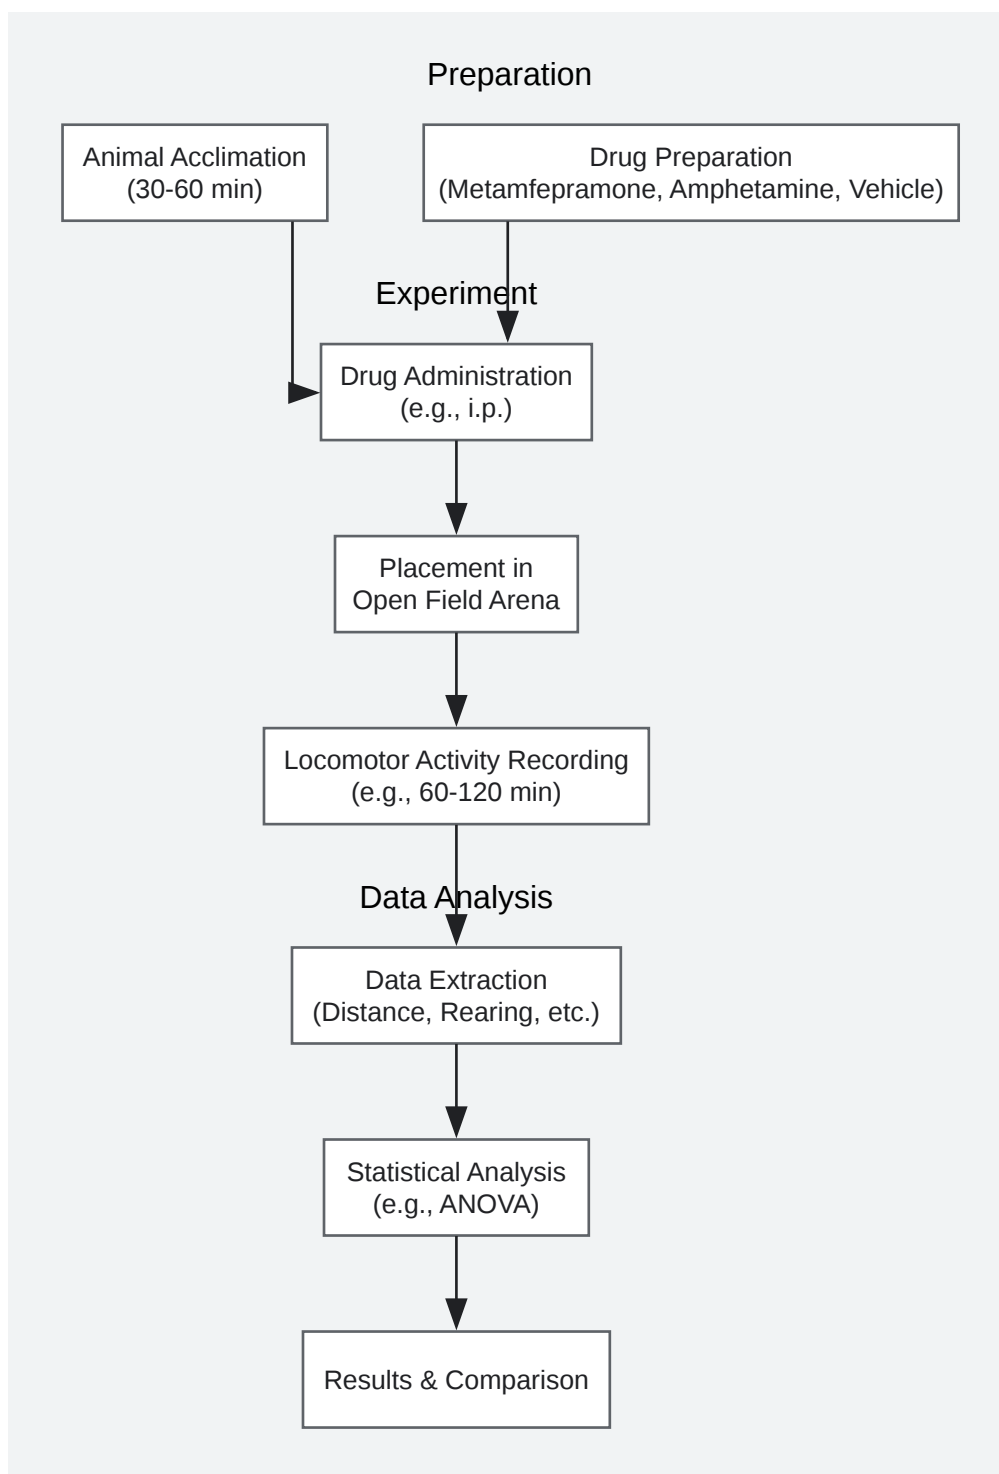 Preparation
Animal Acclimation
(30-60 min)
Drug Preparation
(Metamfepramone, Amphetamine, Vehicle)
Experiment
Drug Administration
(e.g., i.p.)
Placement in
Open Field Arena
Locomotor Activity Recording
(e.g., 60-120 min)
Data Analysis
Data Extraction
(Distance, Rearing, etc.)
Statistical Analysis
(e.g., ANOVA)
Results & Comparison